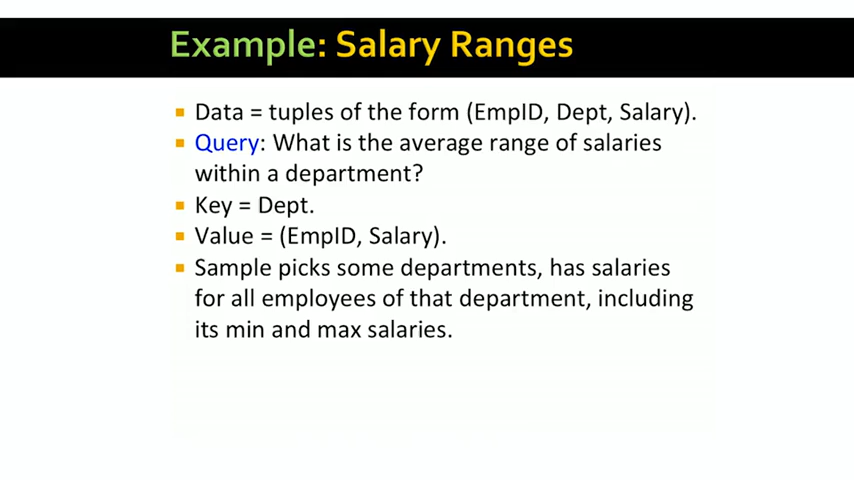 Example: Salary Ranges
Data = tuples of the form (EmpID, Dept, Salary).
Query: What is the average range of salaries
within a department?
Key = Dept.
Value = (EmpID, Salary).
Sample picks some departments, has salaries
for all employees of that department, including
its min and max salaries.